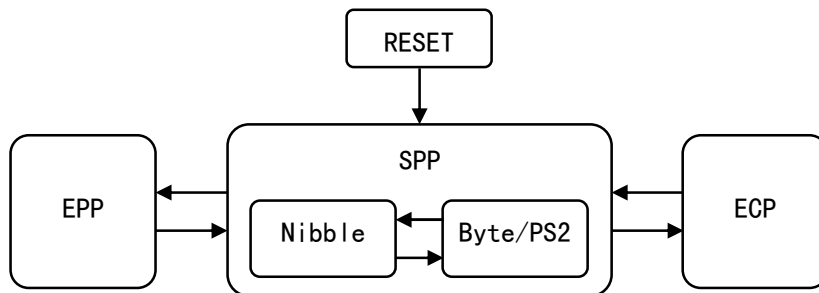 RESET
SPP
EPP
ECP
Nibble
Byte/PS2